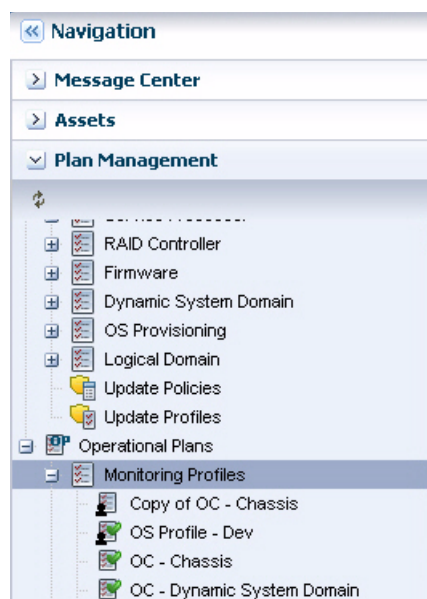 Navigation
Message Center
Assets
Plan Management
RAID Controller
Firmware
Dynamic System Domain
OS Provisioning
Logical Domain
Update Policies
Update Profiles
Operational Plans
Monitoring Profiles
Copy of OC - Chassis
OS Profile - Dev
OC - Chassis
OC - Dynamic System Domain